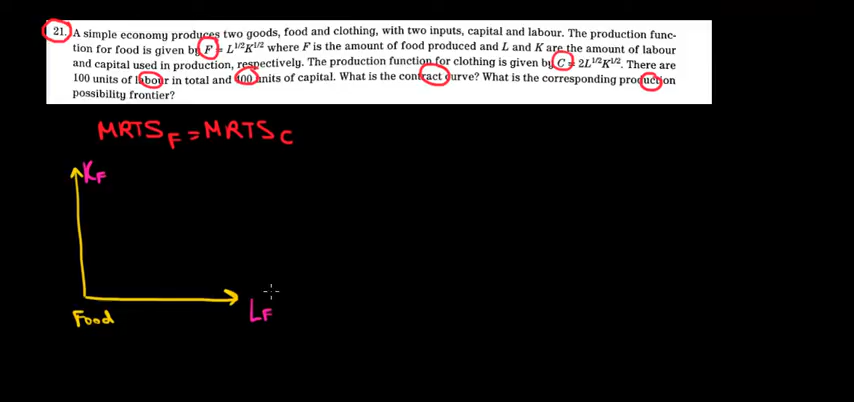 21. A simple economy produces two goods, food and clothing, with two inputs, capital and labour. The production func-
tion for food is given by F = L^1/2K^1/2 where F is the amount of food produced and L and K are the amount of labour
and capital used in production, respectively. The production function for clothing is given by C = 2L^1/2K^1/2. There are
100 units of labour in total and 400 units of capital. What is the contract curve? What is the corresponding production
possibility frontier?
MRTS_F = MRTS_C
K_F
L_F
Food